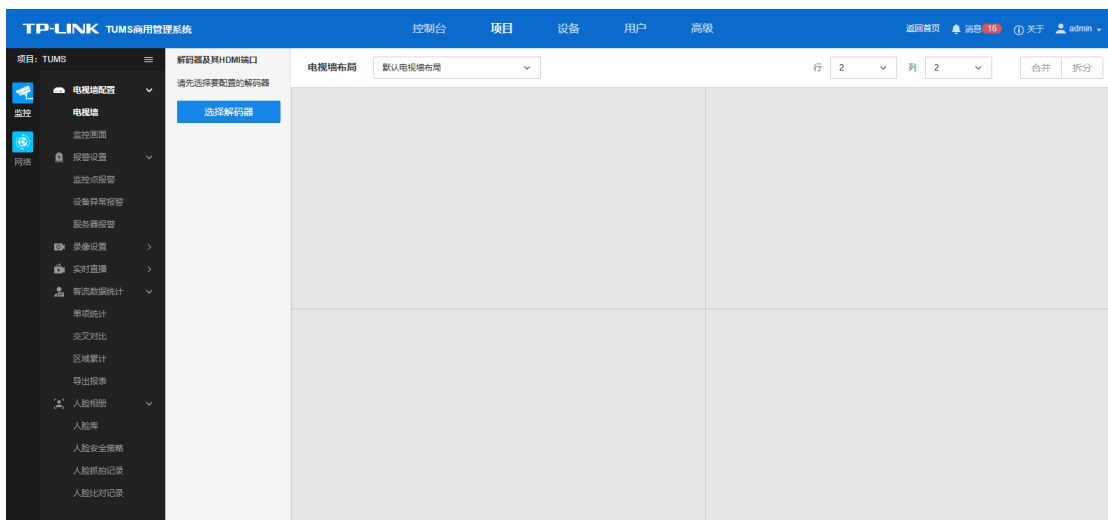 TP-LINK TUMS商用管理系统 控制台 项目 设备 用户 高级 返回首页 消息 16 关于 admin
项目: TUMS
监控
网络
电视墙配置
电视墙
监控画面
报警设置
监控点报警
设备异常报警
服务器报警
录像设置
实时直播
客流数据统计
单项统计
交叉对比
区域累计
导出报表
人脸相册
人脸库
人脸安全策略
人脸抓拍记录
人脸比对记录
解码器及其HDMI端口
请先选择要配置的解码器
选择解码器
电视墙布局 默认电视墙布局 行 2 列 2 合并 拆分